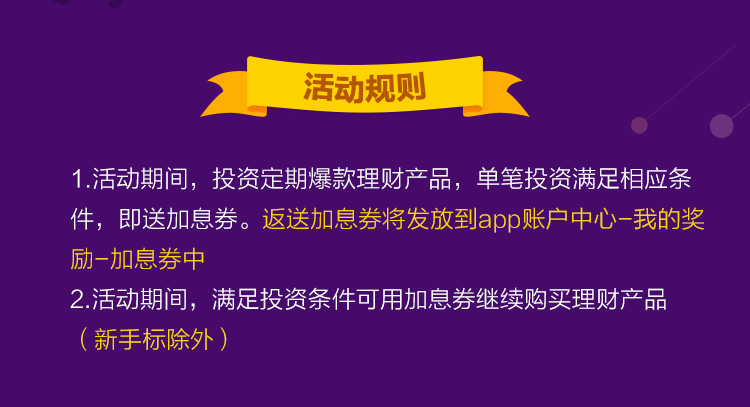 活动规则
1.活动期间，投资定期爆款理财产品，单笔投资满足相应条
件，即送加息券。返送加息券将发放到app账户中心-我的奖
励-加息券中
2.活动期间，满足投资条件可用加息券继续购买理财产品
（新手标除外）